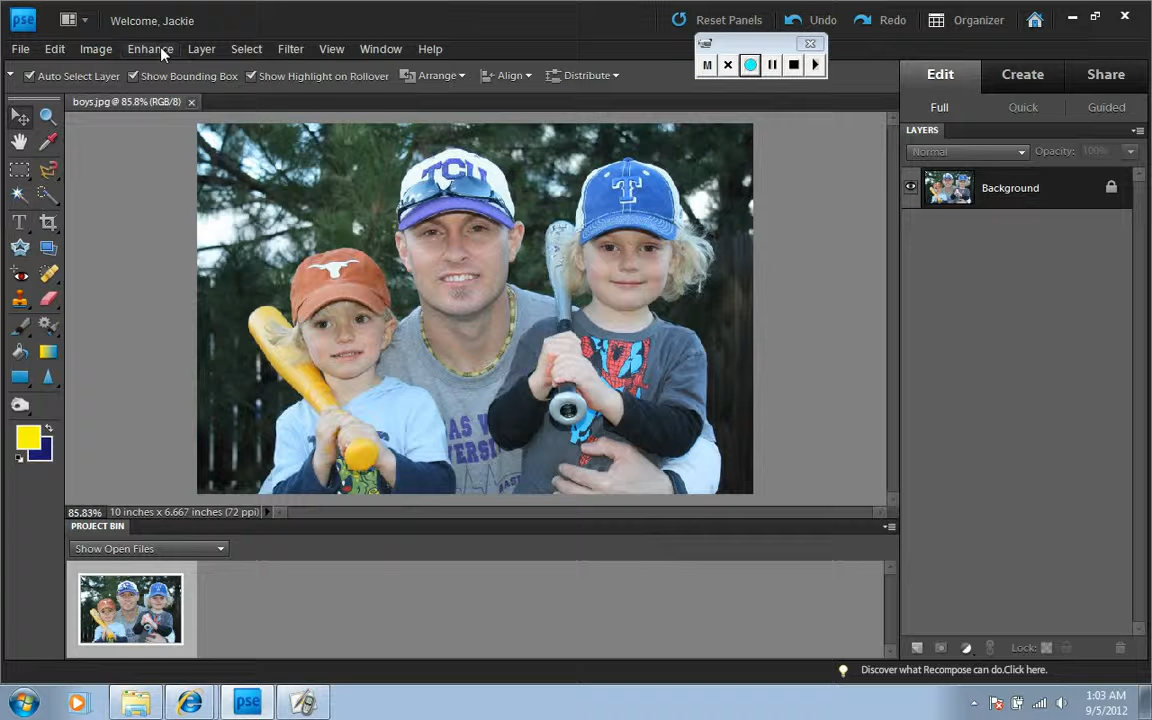 pse Welcome, Jackie Reset Panels Undo Redo Organizer
File Edit Image Enhance Layer Select Filter View Window Help
M
Auto Select Layer Show Bounding Box Show Highlight on Rollover Arrange Align Distribute
Edit Create Share
boys.jpg @ 85.8% (RGB/8)
Full Quick Guided
LAYERS
Normal Opacity: 100%
Background
TCU
T
T
85.83% 10 inches x 6.667 inches (72 ppi)
PROJECT BIN
Show Open Files
Lock:
Discover what Recompose can do.Click here.
pse
1:03 AM
9/5/2012